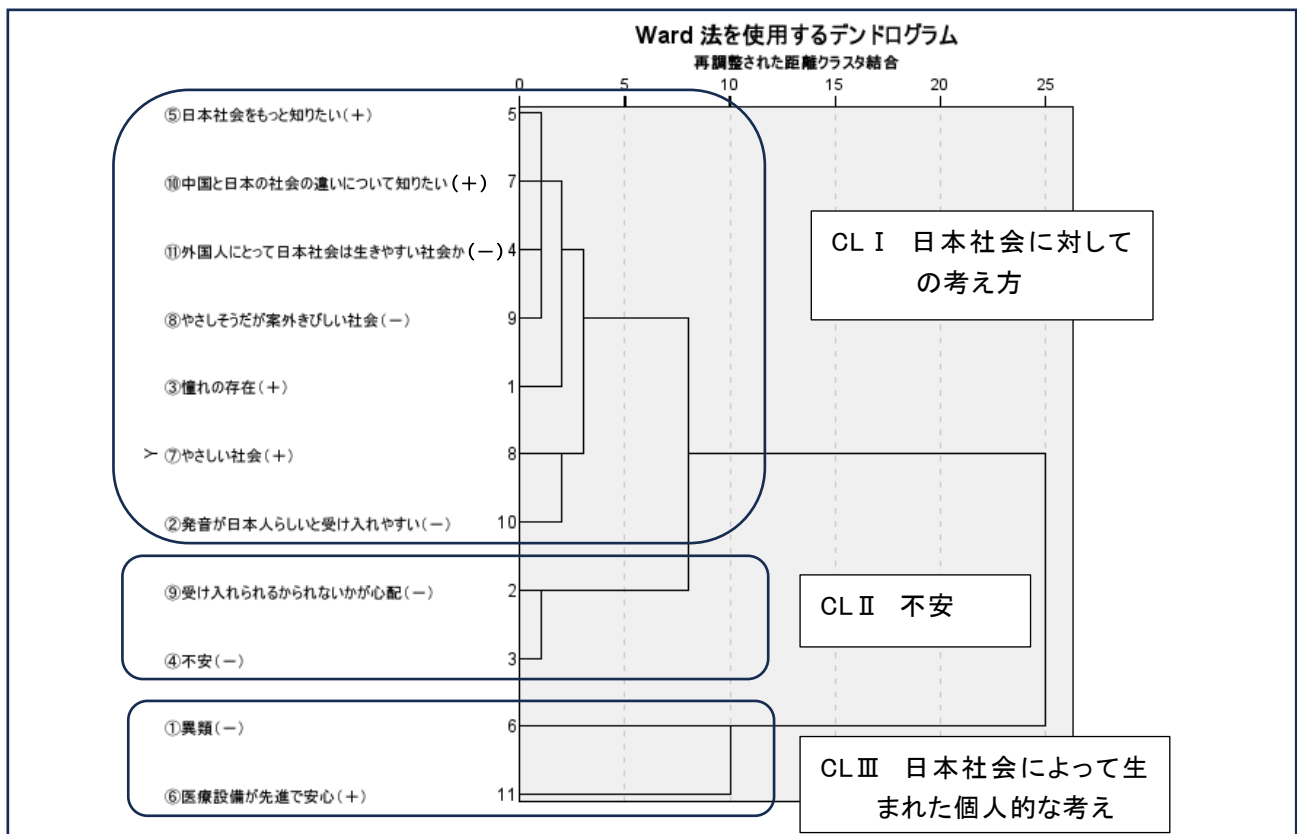 Ward 法を使用するデンドログラム
再調整された距離クラスタ結合
0 5 10 15 20 25
⑤日本社会をもっと知りたい(+) 5
⑩中国と日本の社会の違いについて知りたい(+) 7
⑪外国人にとって日本社会は生きやすい社会か(-) 4
⑧やさしそうだが案外きびしい社会(-) 9
③憧れの存在(+) 1
Y ⑦やさしい社会(+) 8
②発音が日本人らしいと受け入れやすい(-) 10
⑨受け入れられるかられないかが心配(-) 2
④不安(-) 3
①異類(-) 6
⑥医療設備が先進で安心(+) 11
CL Ⅰ 日本社会に対して
の考え方
CLⅡ 不安
CLⅢ 日本社会によって生
まれた個人的な考え